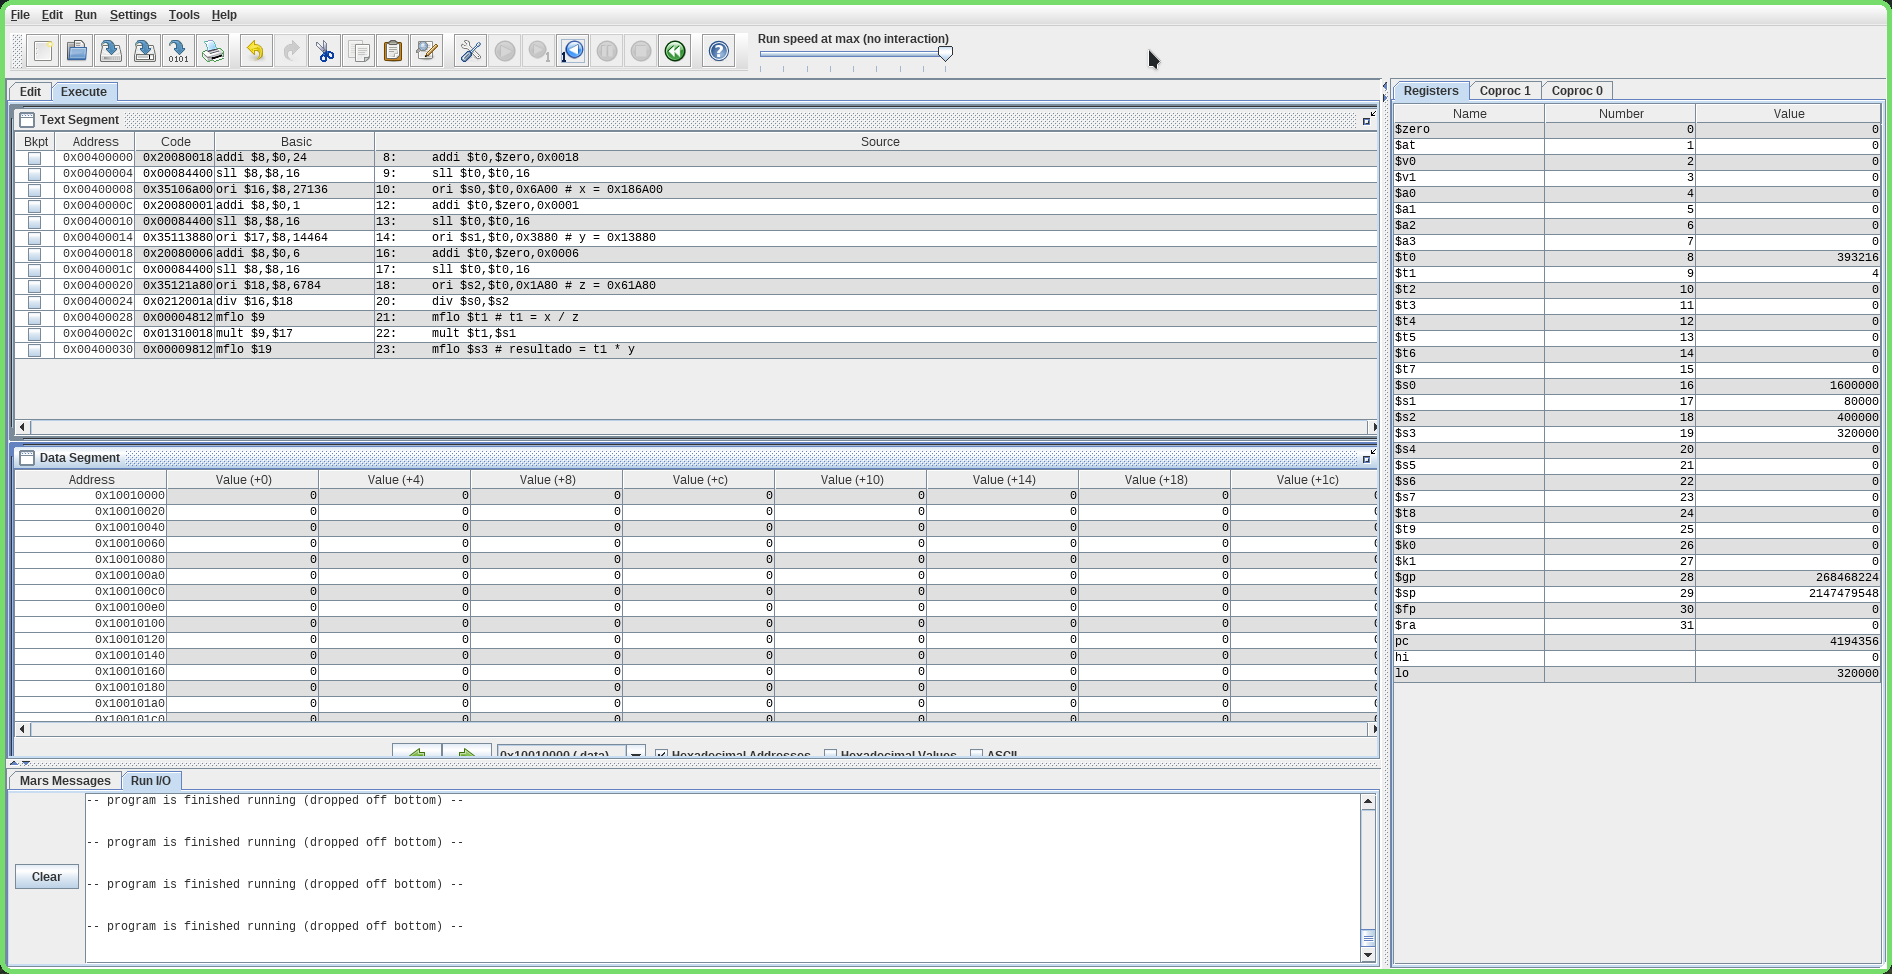 File Edit Run Settings Tools Help
Run speed at max (no interaction)
Edit Execute
Text Segment
Bkpt Address Code Basic Source
0x00400000 0x20080018 addi $8,$0,24 8: addi $t0,$zero,0x0018
0x00400004 0x00084400 sll $8,$8,16 9: sll $t0,$t0,16
0x00400008 0x35106a00 ori $16,$8,27136 10: ori $s0,$t0,0x6A00 # x = 0x186A00
0x0040000c 0x20080001 addi $8,$0,1 12: addi $t0,$zero,0x0001
0x00400010 0x00084400 sll $8,$8,16 13: sll $t0,$t0,16
0x00400014 0x35113880 ori $17,$8,14464 14: ori $s1,$t0,0x3880 # y = 0x13880
0x00400018 0x20080006 addi $8,$0,6 16: addi $t0,$zero,0x0006
0x0040001c 0x00084400 sll $8,$8,16 17: sll $t0,$t0,16
0x00400020 0x35121a80 ori $18,$8,6784 18: ori $s2,$t0,0x1A80 # z = 0x61A80
0x00400024 0x0212001a div $16,$18 20: div $s0,$s2
0x00400028 0x00004812 mflo $9 21: mflo $t1 # t1 = x / z
0x0040002c 0x01310018 mult $9,$17 22: mult $t1,$s1
0x00400030 0x00009812 mflo $19 23: mflo $s3 # resultado = t1 * y
Data Segment
Address Value (+0) Value (+4) Value (+8) Value (+c) Value (+10) Value (+14) Value (+18) Value (+1c)
0x10010000 0 0 0 0 0 0 0 0
0x10010020 0 0 0 0 0 0 0 0
0x10010040 0 0 0 0 0 0 0 0
0x10010060 0 0 0 0 0 0 0 0
0x10010080 0 0 0 0 0 0 0 0
0x100100a0 0 0 0 0 0 0 0 0
0x100100c0 0 0 0 0 0 0 0 0
0x100100e0 0 0 0 0 0 0 0 0
0x10010100 0 0 0 0 0 0 0 0
0x10010120 0 0 0 0 0 0 0 0
0x10010140 0 0 0 0 0 0 0 0
0x10010160 0 0 0 0 0 0 0 0
0x10010180 0 0 0 0 0 0 0 0
0x100101a0 0 0 0 0 0 0 0 0
0x100101c0 0 0 0 0 0 0 0 0
0x10010000 (.data) Hexadecimal Addresses Hexadecimal Values ASCII
Mars Messages Run I/O
Clear
-- program is finished running (dropped off bottom) --
-- program is finished running (dropped off bottom) --
-- program is finished running (dropped off bottom) --
-- program is finished running (dropped off bottom) --
Registers Coproc 1 Coproc 0
Name Number Value
$zero 0 0
$at 1 0
$v0 2 0
$v1 3 0
$a0 4 0
$a1 5 0
$a2 6 0
$a3 7 0
$t0 8 393216
$t1 9 4
$t2 10 0
$t3 11 0
$t4 12 0
$t5 13 0
$t6 14 0
$t7 15 0
$s0 16 1600000
$s1 17 80000
$s2 18 400000
$s3 19 320000
$s4 20 0
$s5 21 0
$s6 22 0
$s7 23 0
$t8 24 0
$t9 25 0
$k0 26 0
$k1 27 0
$gp 28 268468224
$sp 29 2147479548
$fp 30 0
$ra 31 0
pc 4194356
hi 0
lo 320000